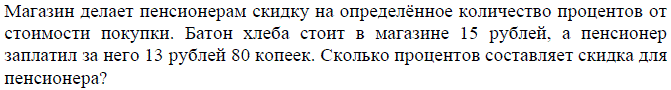 Магазин делает пенсионерам скидку на определённое количество процентов от
стоимости покупки. Батон хлеба стоит в магазине 15 рублей, а пенсионер
заплатил за него 13 рублей 80 копеек. Сколько процентов составляет скидка для
пенсионера?